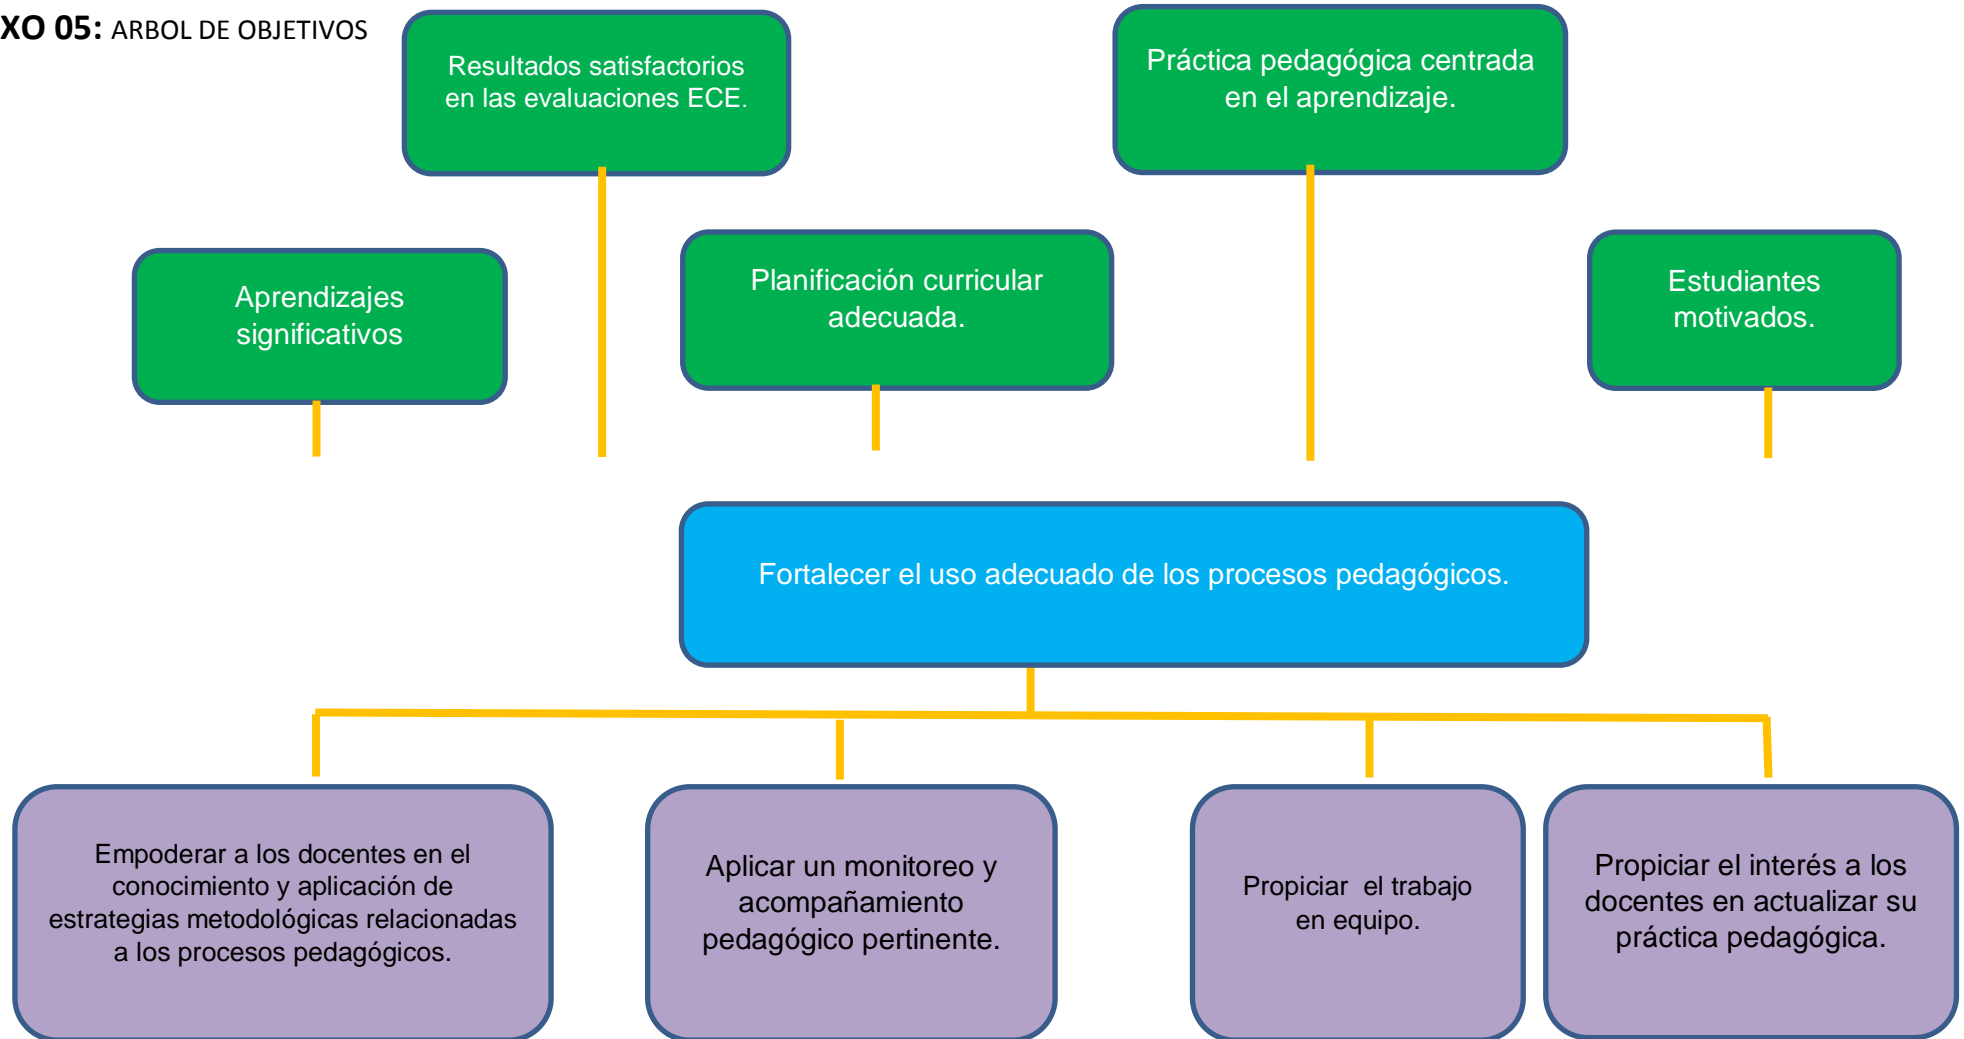 XO 05: ARBOL DE OBJETIVOS
Resultados satisfactorios
en las evaluaciones ECE.
Práctica pedagógica centrada
en el aprendizaje.
Aprendizajes
significativos
Planificación curricular
adecuada.
Estudiantes
motivados.
Fortalecer el uso adecuado de los procesos pedagógicos.
Empoderar a los docentes en el
conocimiento y aplicación de
estrategias metodológicas relacionadas
a los procesos pedagógicos.
Aplicar un monitoreo y
acompañamiento
pedagógico pertinente.
Propiciar  el trabajo
en equipo.
Propiciar el interés a los
docentes en actualizar su
práctica pedagógica.